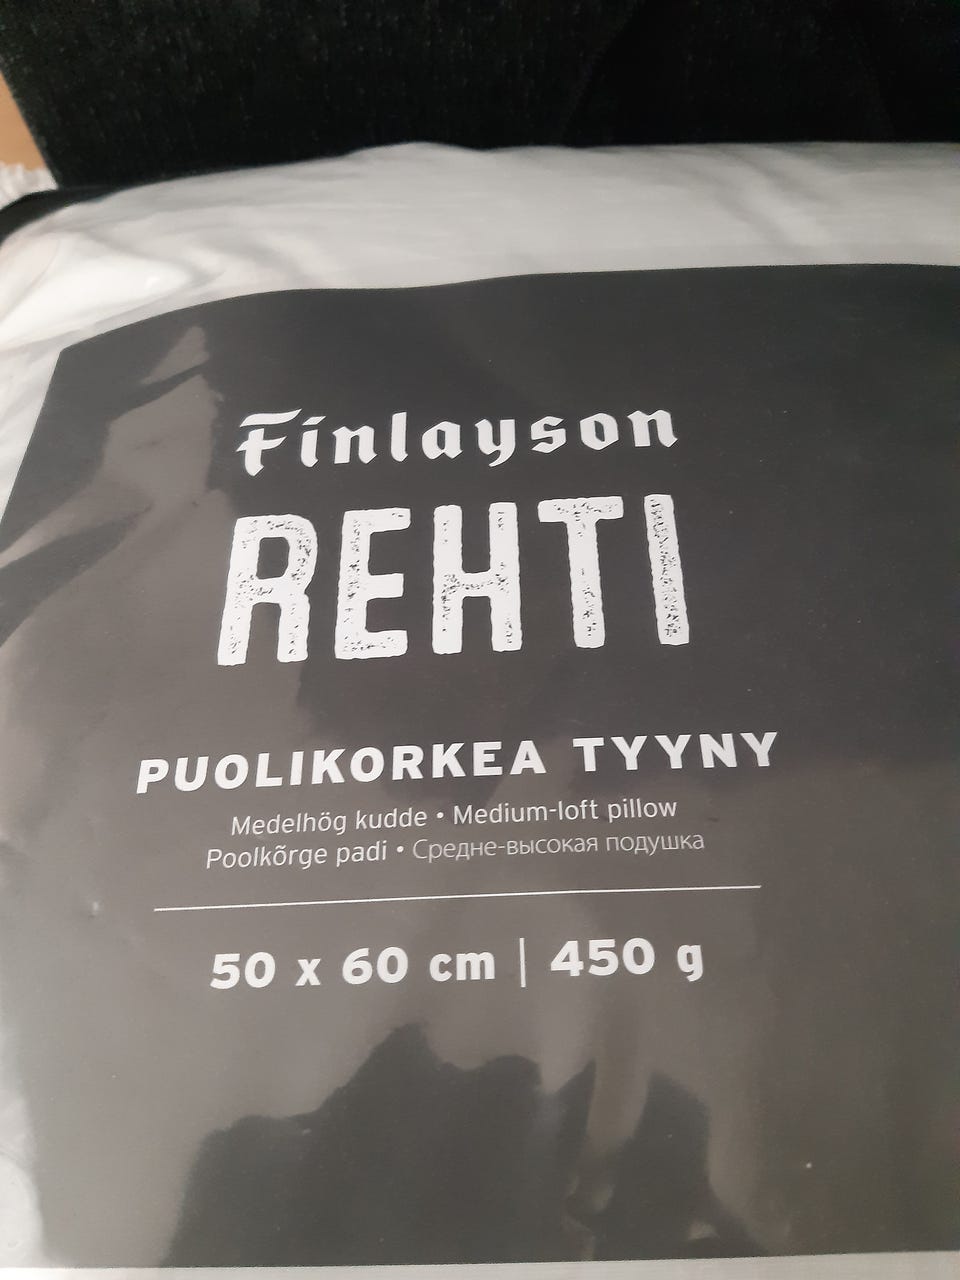 Finlayson
REHTI
PUOLIKORKEA TYYNY
Medelhög kudde • Medium-loft pillow
Poolkõrge padi • Средне-высокая подушка
50 x 60 cm | 450 g